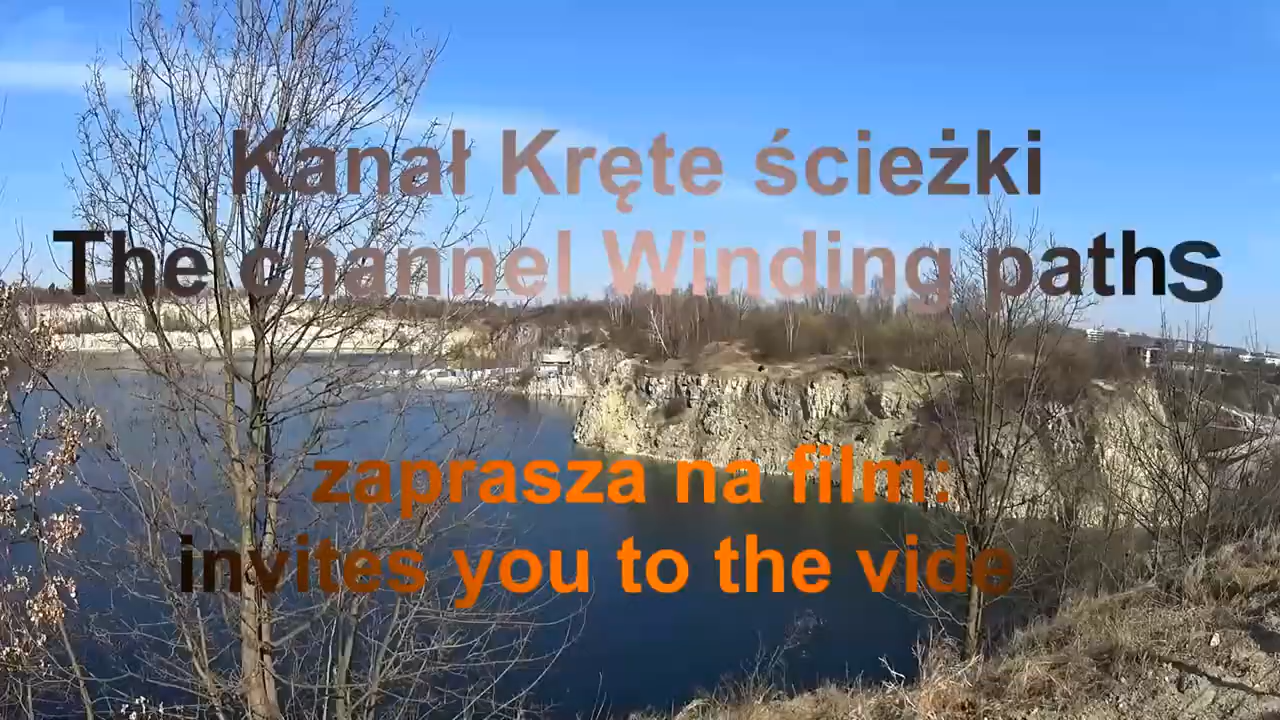 Kanał Kręte ścieżki
The channel Winding paths
zaprasza na film:
invites you to the vide